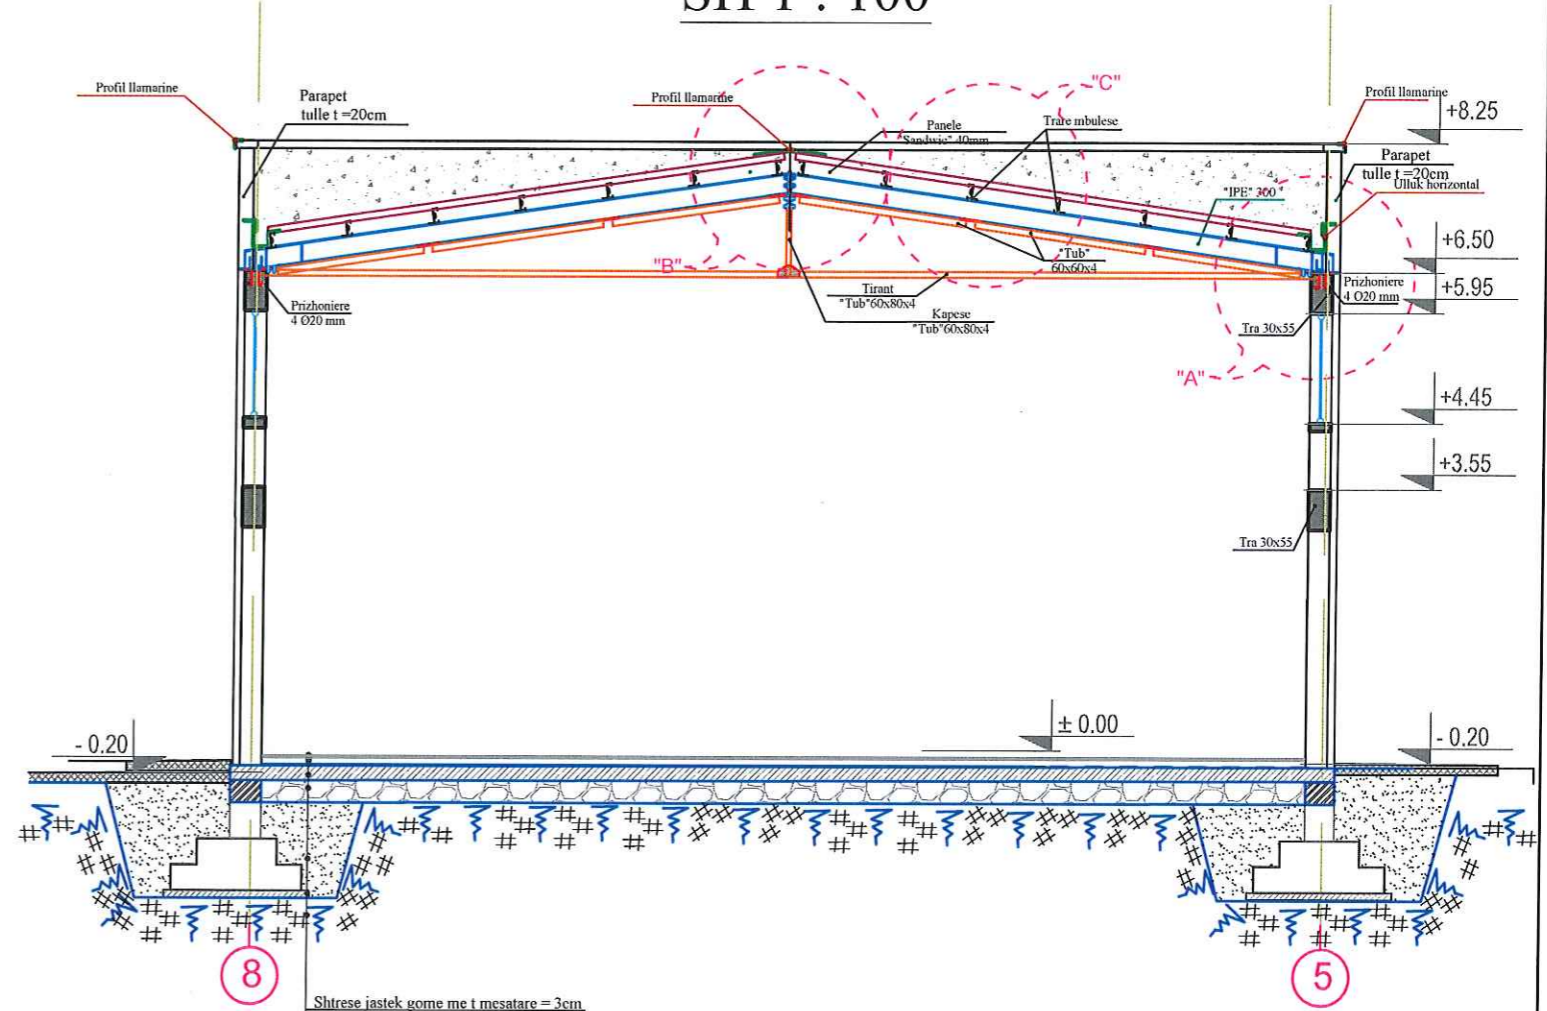 SH 1 : 100
"C"
Profil llamarine
Parapet
tulle t =20cm
Profil llamarine
Panele
"Sandwic" 40mm
Trare mbulese
Profil llamarine
+8.25
Parapet
tulle t =20cm
Ulluk horizontal
"IPE" 300
+6.50
"B"
"Tub"
60x60x4
Prizhoniere
4 Ø20 mm
Tirant
"Tub"60x80x4
Kapese
"Tub"60x80x4
Prizhoniere
4 O20 mm
+5.95
Tra 30x55
"A"
+4.45
+3.55
Tra 30x55
- 0.20
± 0.00
- 0.20
8
5
Shtrese jastek gome me t mesatare = 3cm